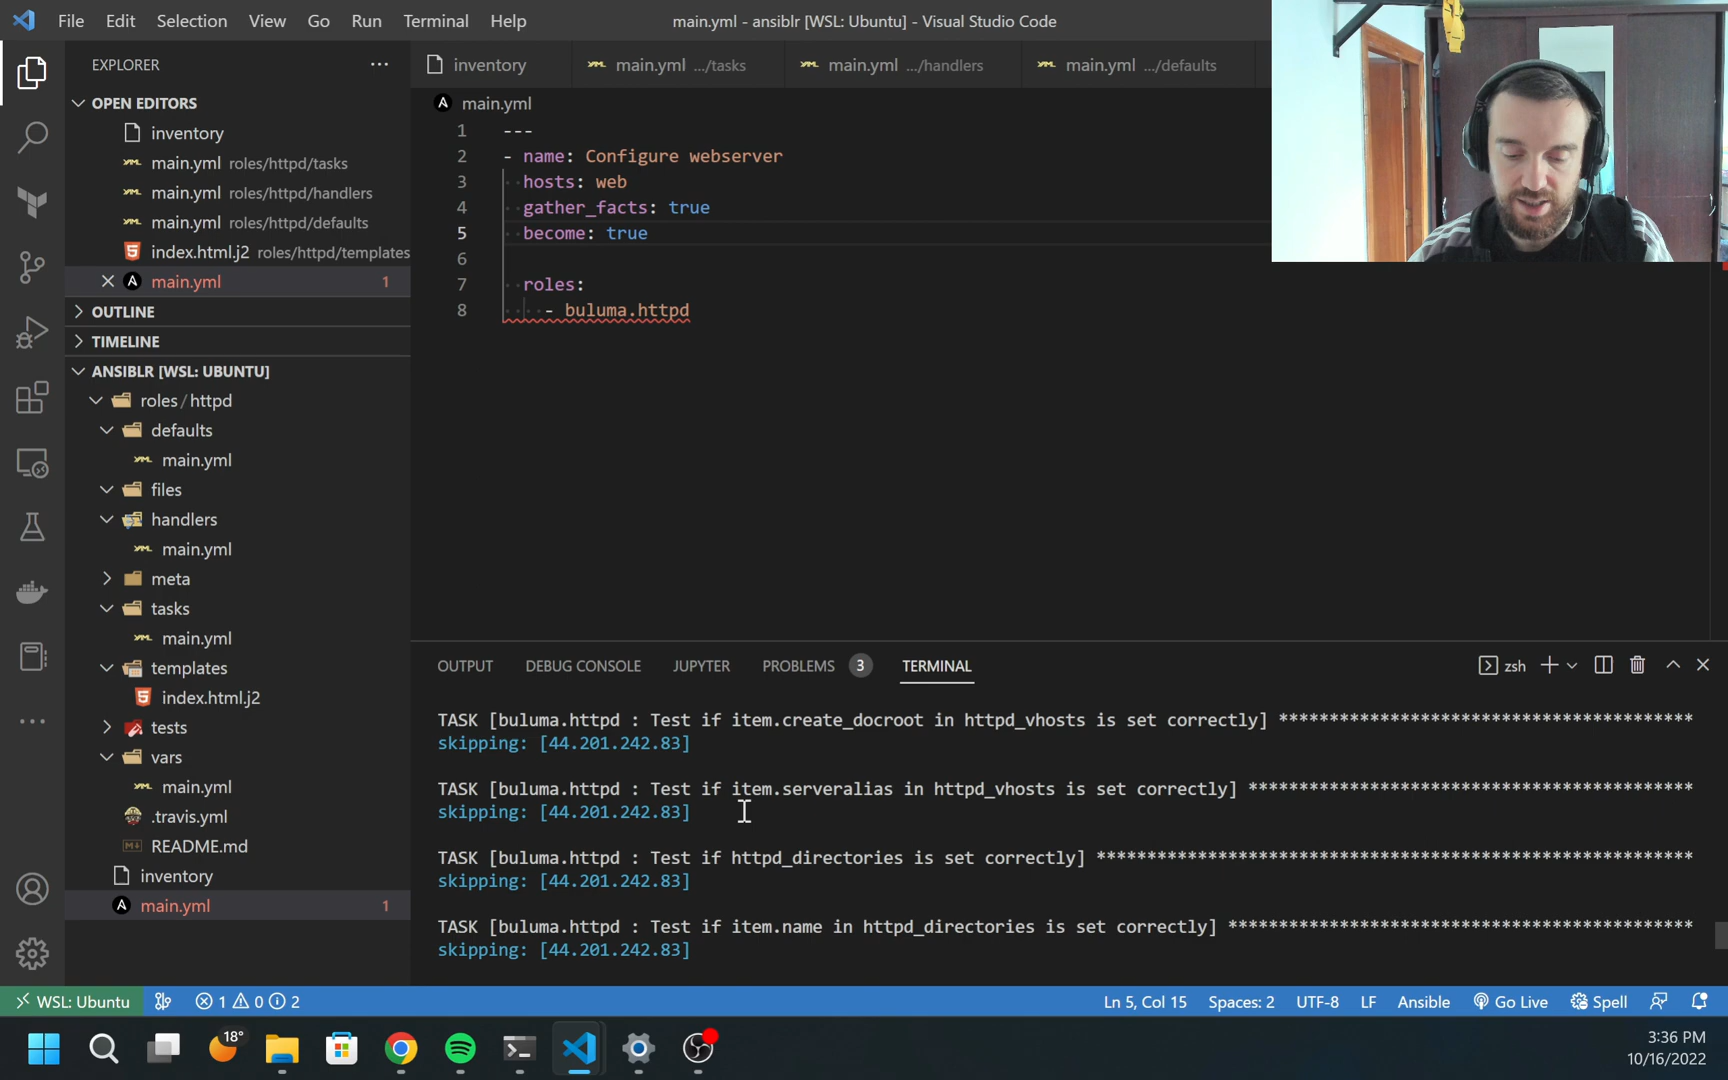 File Edit Selection View Go Run Terminal Help
main.yml - ansiblr [WSL: Ubuntu] - Visual Studio Code
EXPLORER
OPEN EDITORS
inventory
main.yml roles/httpd/tasks
main.yml roles/httpd/handlers
main.yml roles/httpd/defaults
index.html.j2 roles/httpd/templates
main.yml 1
OUTLINE
TIMELINE
ANSIBLR [WSL: UBUNTU]
roles / httpd
defaults
main.yml
files
handlers
main.yml
meta
tasks
main.yml
templates
index.html.j2
tests
vars
main.yml
.travis.yml
README.md
inventory
main.yml 1
inventory
main.yml .../tasks
main.yml .../handlers
main.yml .../defaults
main.yml
1 ---
2 - name: Configure webserver
3 hosts: web
4 gather_facts: true
5 become: true
6
7 roles:
8 - buluma.httpd
OUTPUT DEBUG CONSOLE JUPYTER PROBLEMS 3 TERMINAL
zsh
TASK [buluma.httpd : Test if item.create_docroot in httpd_vhosts is set correctly] *****************************************
skipping: [44.201.242.83]
TASK [buluma.httpd : Test if item.serveralias in httpd_vhosts is set correctly] ********************************************
skipping: [44.201.242.83]
TASK [buluma.httpd : Test if httpd_directories is set correctly] ***********************************************************
skipping: [44.201.242.83]
TASK [buluma.httpd : Test if item.name in httpd_directories is set correctly] **********************************************
skipping: [44.201.242.83]
WSL: Ubuntu
1 0 2
Ln 5, Col 15 Spaces: 2 UTF-8 LF Ansible Go Live Spell
18°
3:36 PM
10/16/2022